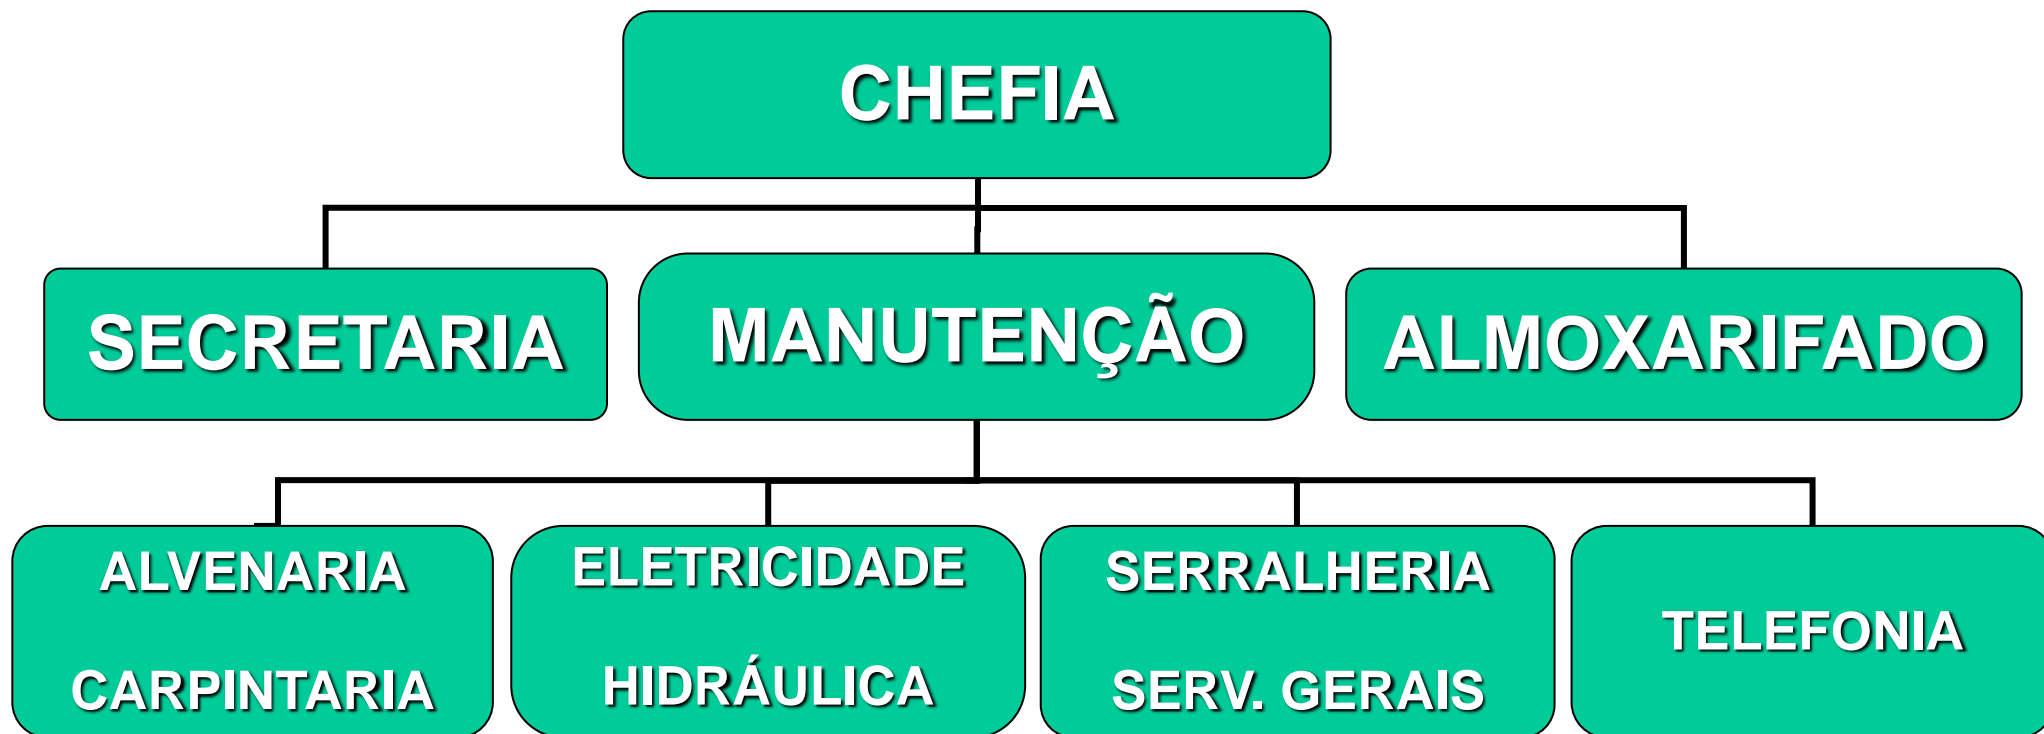 CHEFIA
SECRETARIA
MANUTENÇÃO
ALMOXARIFADO
ALVENARIA
CARPINTARIA
ELETRICIDADE
HIDRÁULICA
SERRALHERIA
SERV. GERAIS
TELEFONIA